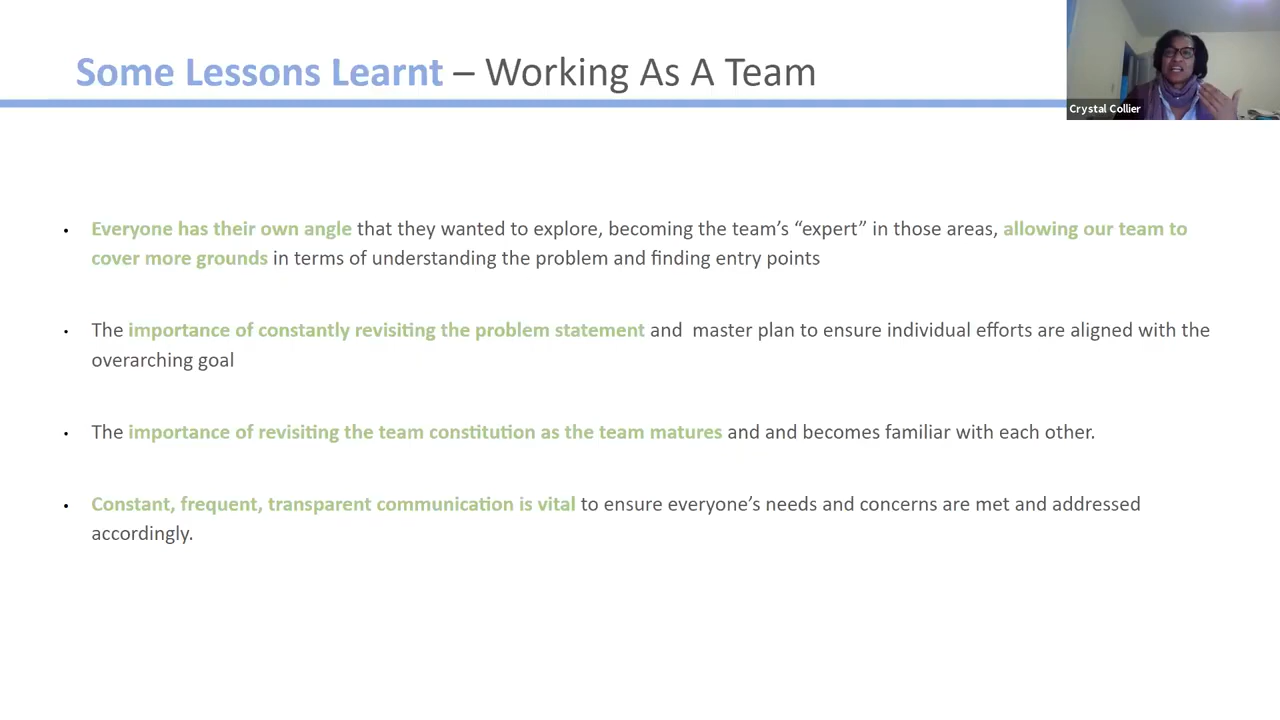 Some Lessons Learnt – Working As A Team
Crystal Collier
• Everyone has their own angle that they wanted to explore, becoming the team’s “expert” in those areas, allowing our team to
cover more grounds in terms of understanding the problem and finding entry points
• The importance of constantly revisiting the problem statement and  master plan to ensure individual efforts are aligned with the
overarching goal
• The importance of revisiting the team constitution as the team matures and and becomes familiar with each other.
• Constant, frequent, transparent communication is vital to ensure everyone’s needs and concerns are met and addressed
accordingly.